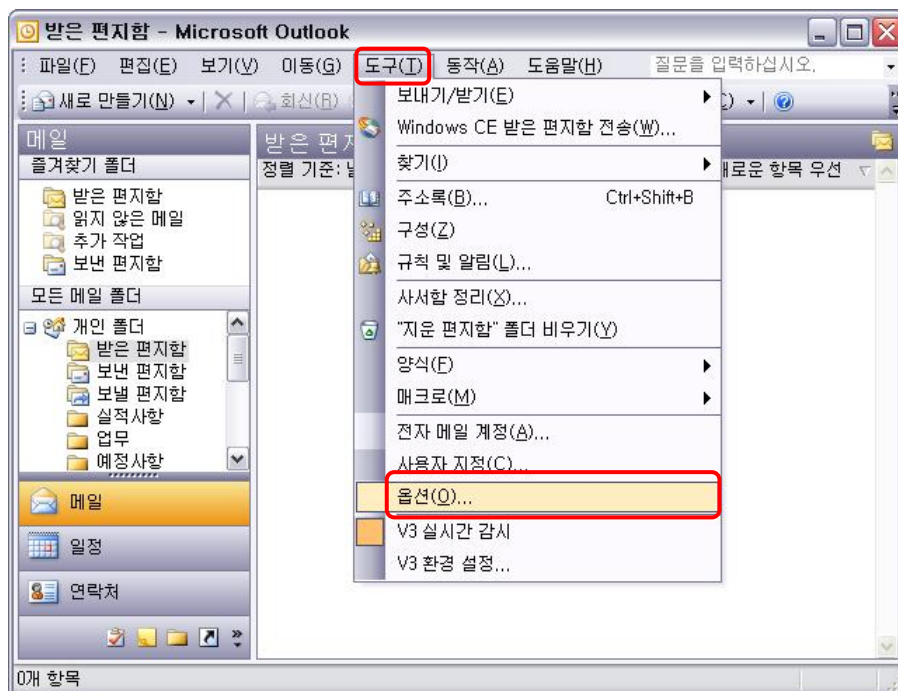 받은 편지함 - Microsoft Outlook
파일(F) 편집(E) 보기(V) 이동(G) 도구(T) 동작(A) 도움말(H) 질문을 입력하십시오.
새로 만들기(N) 회신(R)
메일
받은 편지
즐겨찾기 폴더
정렬 기준: 새로운 항목 우선
받은 편지함
읽지 않은 메일
추가 작업
보낸 편지함
모든 메일 폴더
개인 폴더
받은 편지함
보낸 편지함
보낼 편지함
실적사항
업무
예정사항
메일
일정
연락처
0개 항목
보내기/받기(E)
Windows CE 받은 편지함 전송(W)...
찾기(I)
주소록(B)... Ctrl+Shift+B
구성(Z)
규칙 및 알림(L)...
사서함 정리(X)...
"지운 편지함" 폴더 비우기(Y)
양식(F)
매크로(M)
전자 메일 계정(A)...
사용자 지정(C)...
옵션(O)...
V3 실시간 감시
V3 환경 설정...